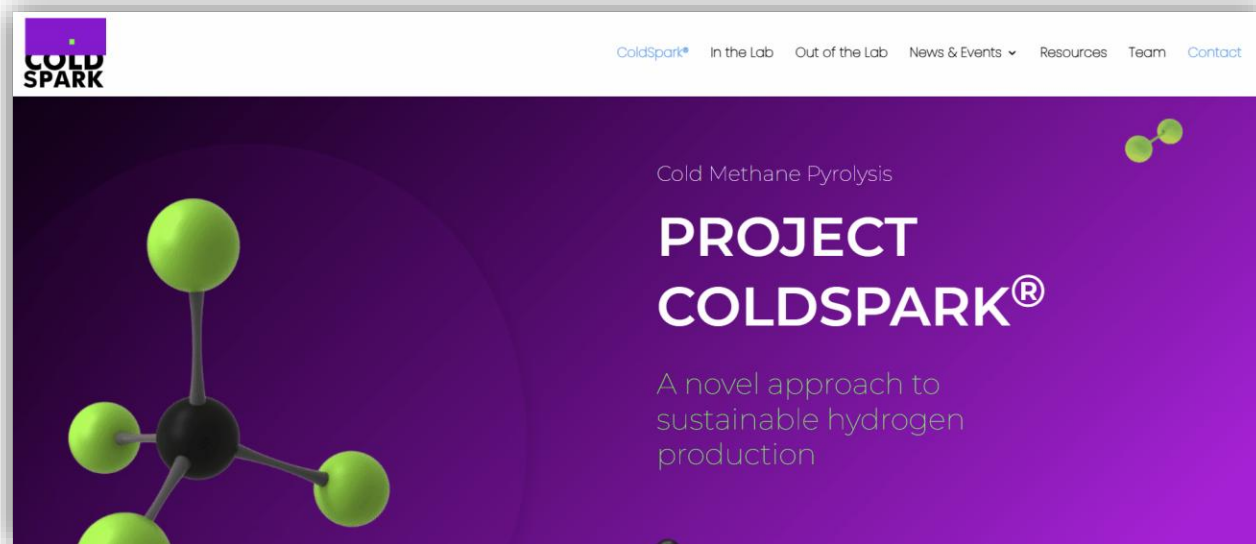 COLD
SPARK
ColdSpark® In the Lab Out of the Lab News & Events Resources Team Contact
Cold Methane Pyrolysis
PROJECT
COLDSPARK®
A novel approach to
sustainable hydrogen
production